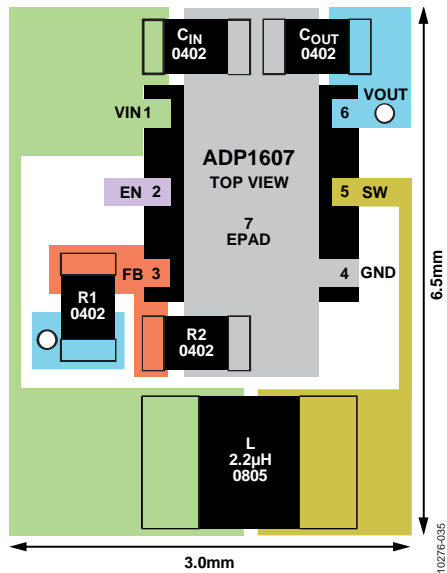 CIN
0402
COUT
0402
VOUT
VIN 1
6
ADP1607
TOP VIEW
EN 2
5 SW
7
EPAD
FB 3
4 GND
R1
0402
R2
0402
L
2.2µH
0805
6.5mm
3.0mm
10276-035